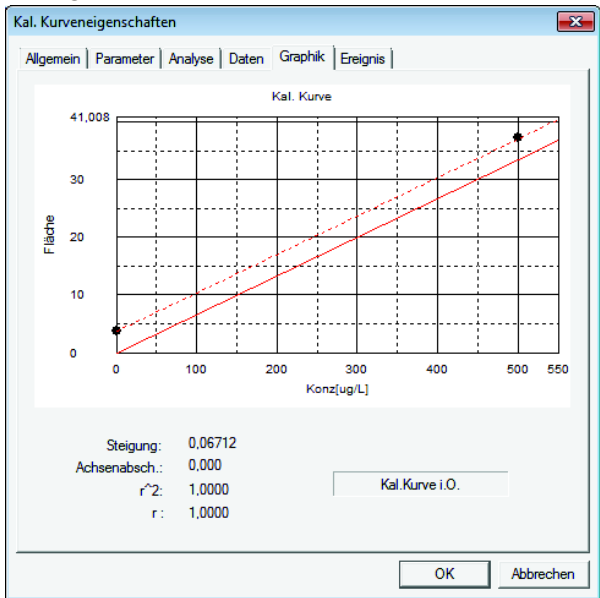 Kal. Kurveneigenschaften
Allgemein Parameter Analyse Daten Graphik Ereignis
Kal. Kurve
41,008
30
20
10
0
Fläche
0 100 200 300 400 500 550
Konz[ug/L]
Steigung: 0,06712
Achsenabsch.: 0,000
r^2: 1,0000
r : 1,0000
Kal.Kurve i.O.
OK Abbrechen